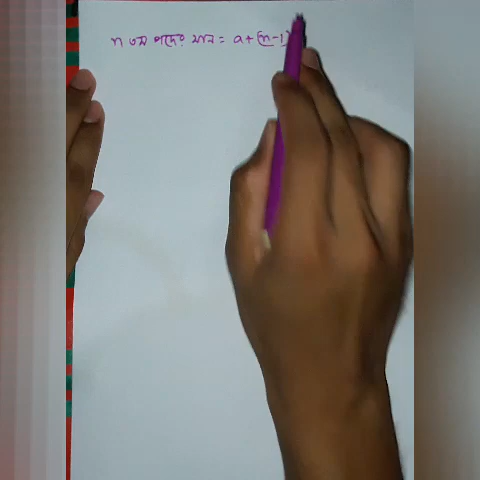 n তম পদের মান = a + (n-1)